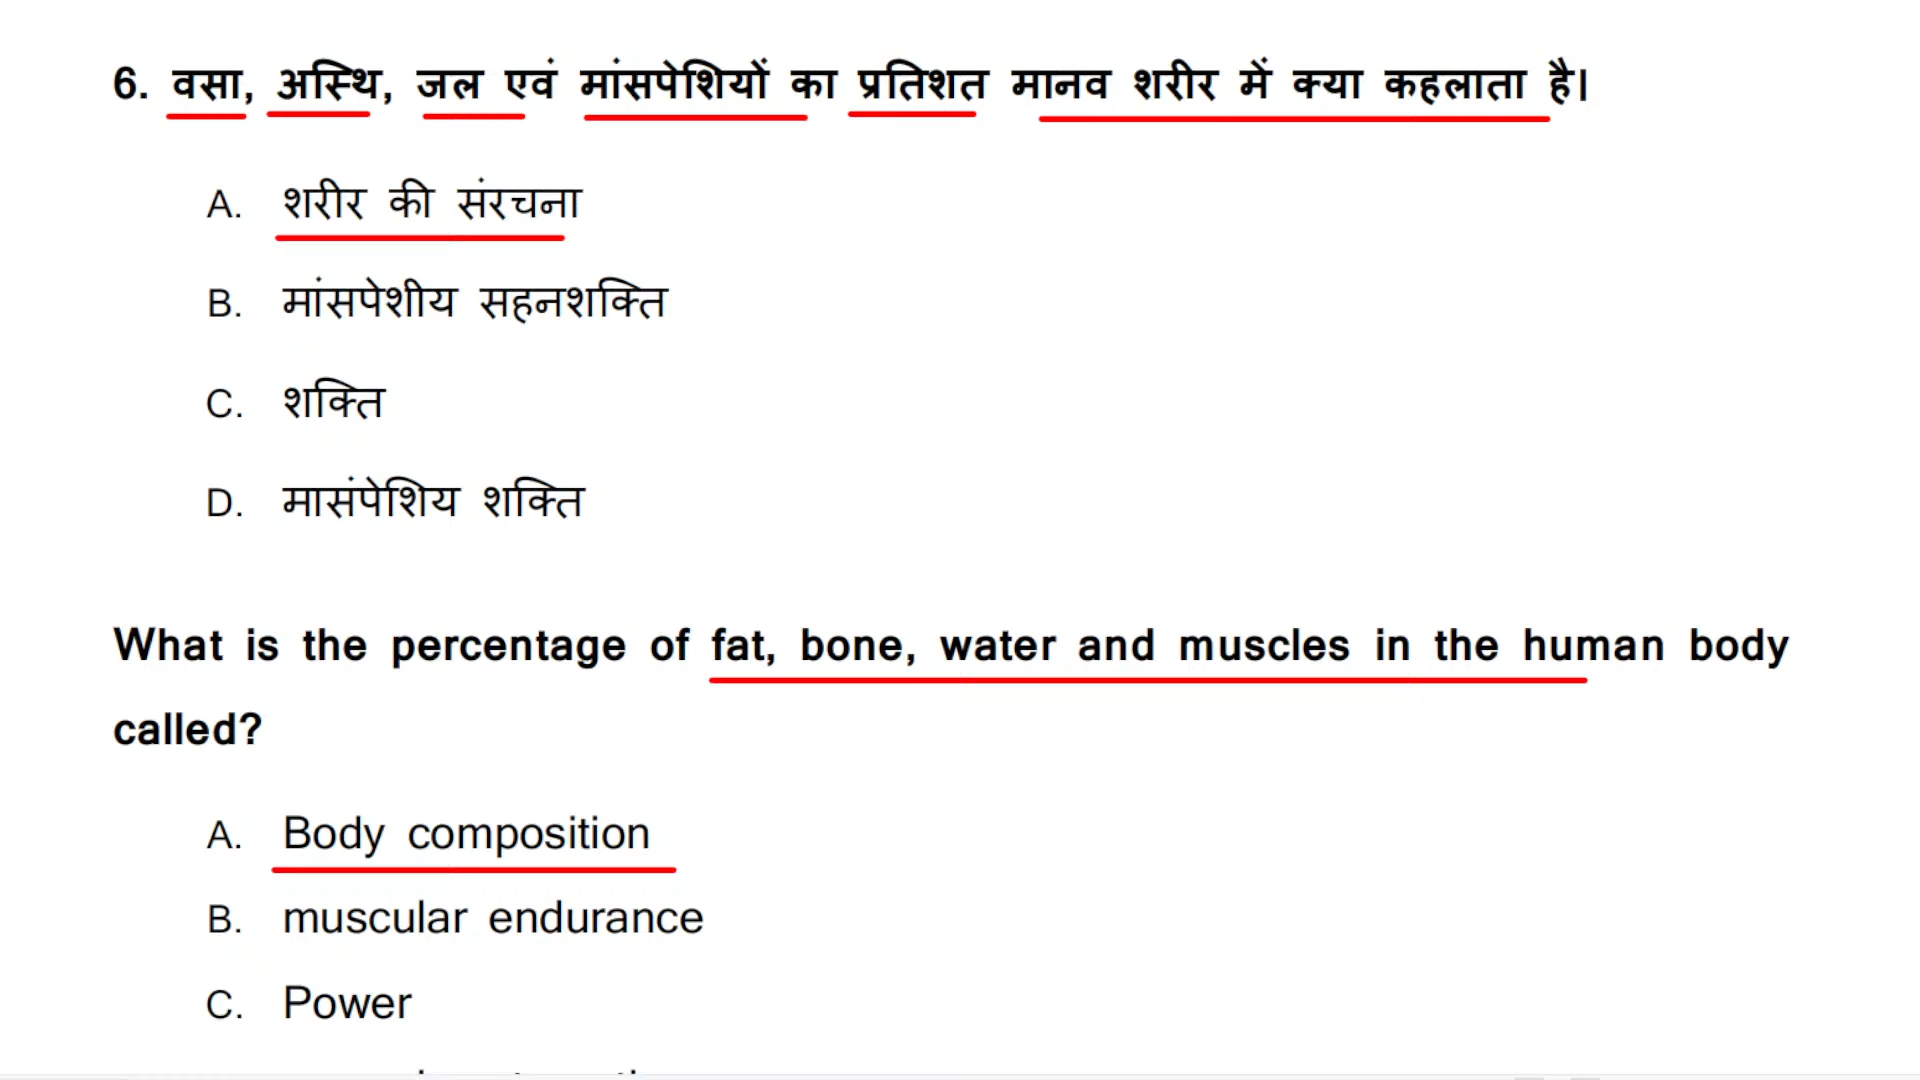 6. वसा, अस्थि, जल एवं मांसपेशियों का प्रतिशत मानव शरीर में क्या कहलाता है।
A. शरीर की संरचना
B. मांसपेशीय सहनशक्ति
C. शक्ति
D. मासंपेशिय शक्ति
What is the percentage of fat, bone, water and muscles in the human body
called?
A. Body composition
B. muscular endurance
C. Power